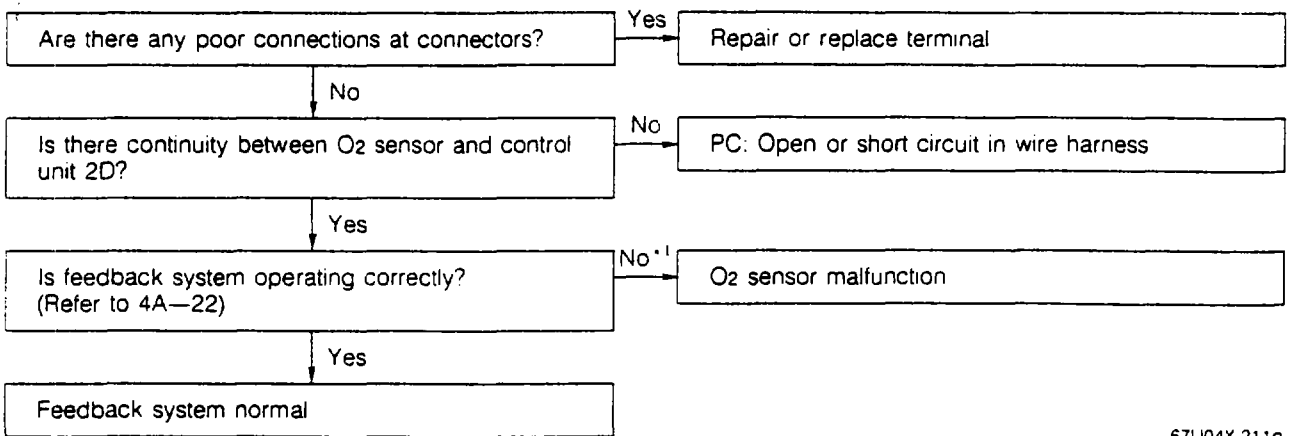 Are there any poor connections at connectors?
Yes
Repair or replace terminal
No
Is there continuity between O2 sensor and control
unit 2D?
No
PC: Open or short circuit in wire harness
Yes
Is feedback system operating correctly?
(Refer to 4A—22)
No*1
O2 sensor malfunction
Yes
Feedback system normal